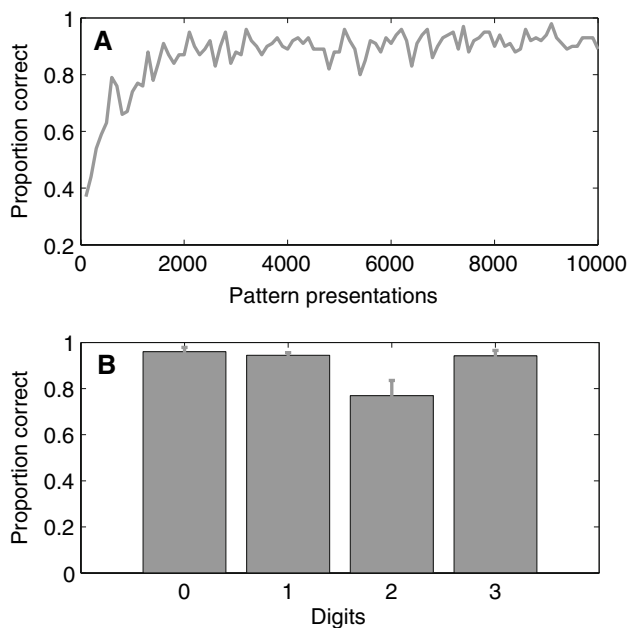 A
Proportion correct
1
0.8
0.6
0.4
0.2
0 2000 4000 6000 8000 10000
Pattern presentations
B
Proportion correct
1
0.8
0.6
0.4
0.2
0
0 1 2 3
Digits